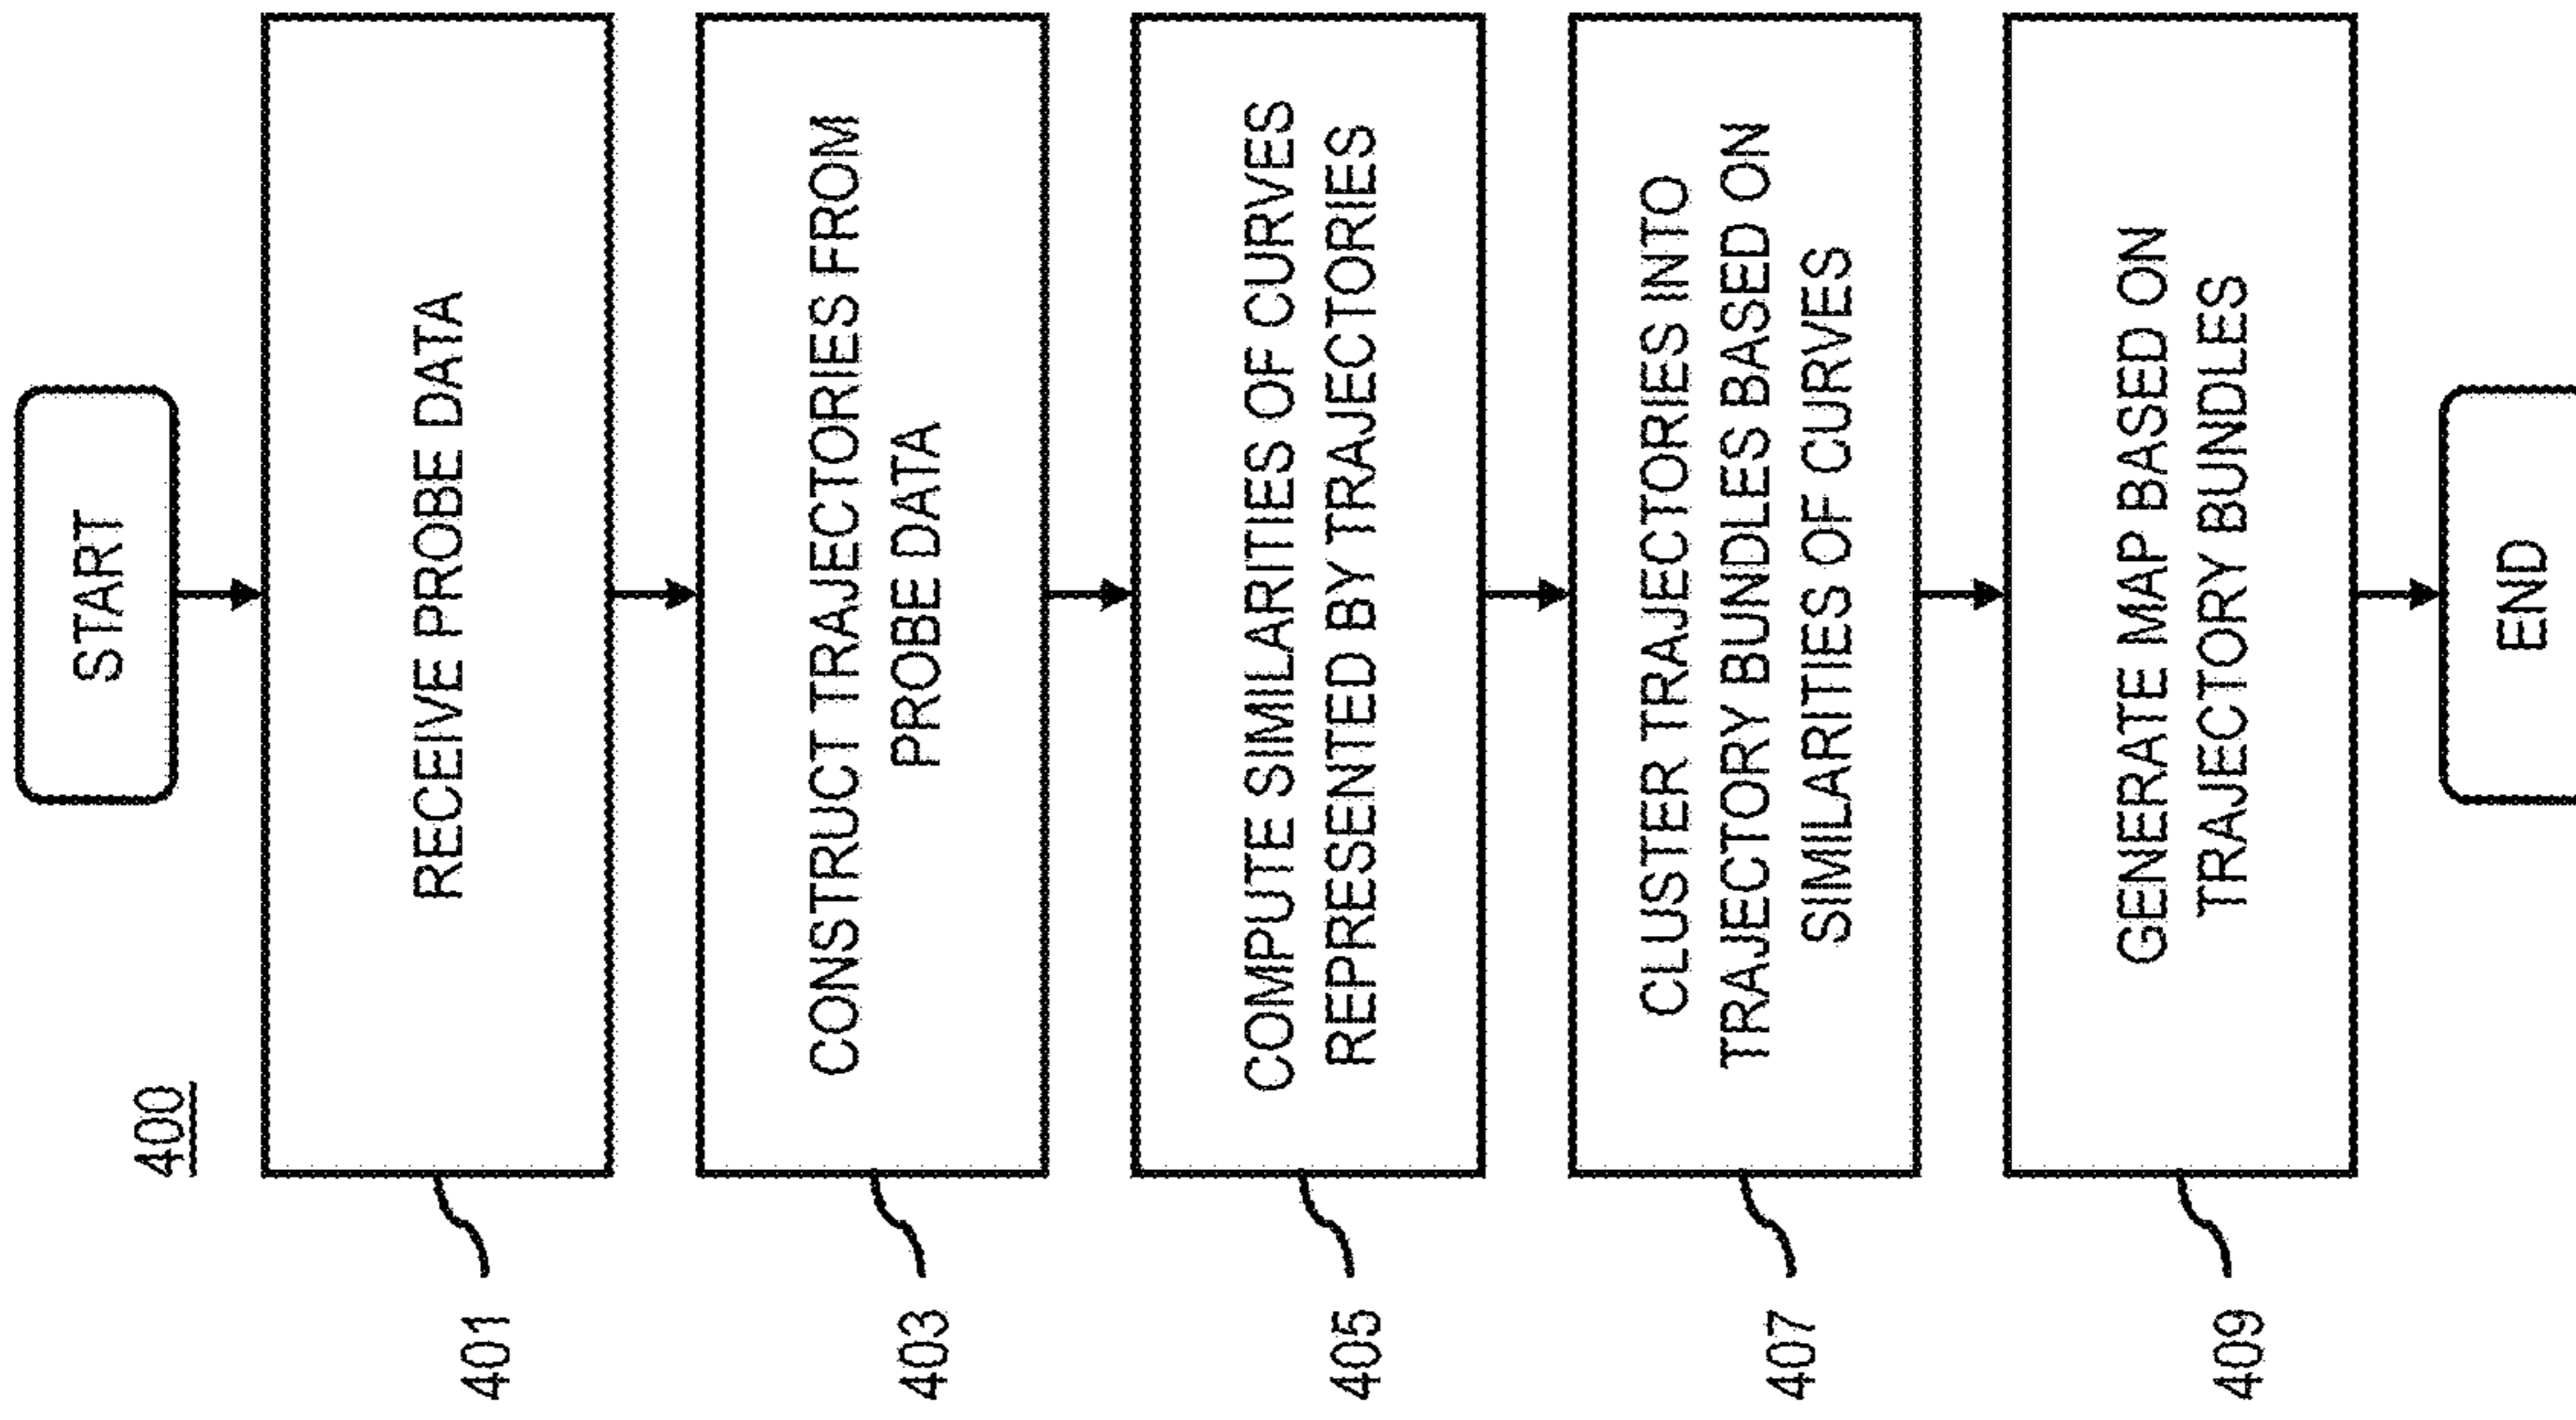 400
START
401
RECEIVE PROBE DATA
403
CONSTRUCT TRAJECTORIES FROM
PROBE DATA
405
COMPUTE SIMILARITIES OF CURVES
REPRESENTED BY TRAJECTORIES
407
CLUSTER TRAJECTORIES INTO
TRAJECTORY BUNDLES BASED ON
SIMILARITIES OF CURVES
409
GENERATE MAP BASED ON
TRAJECTORY BUNDLES
END